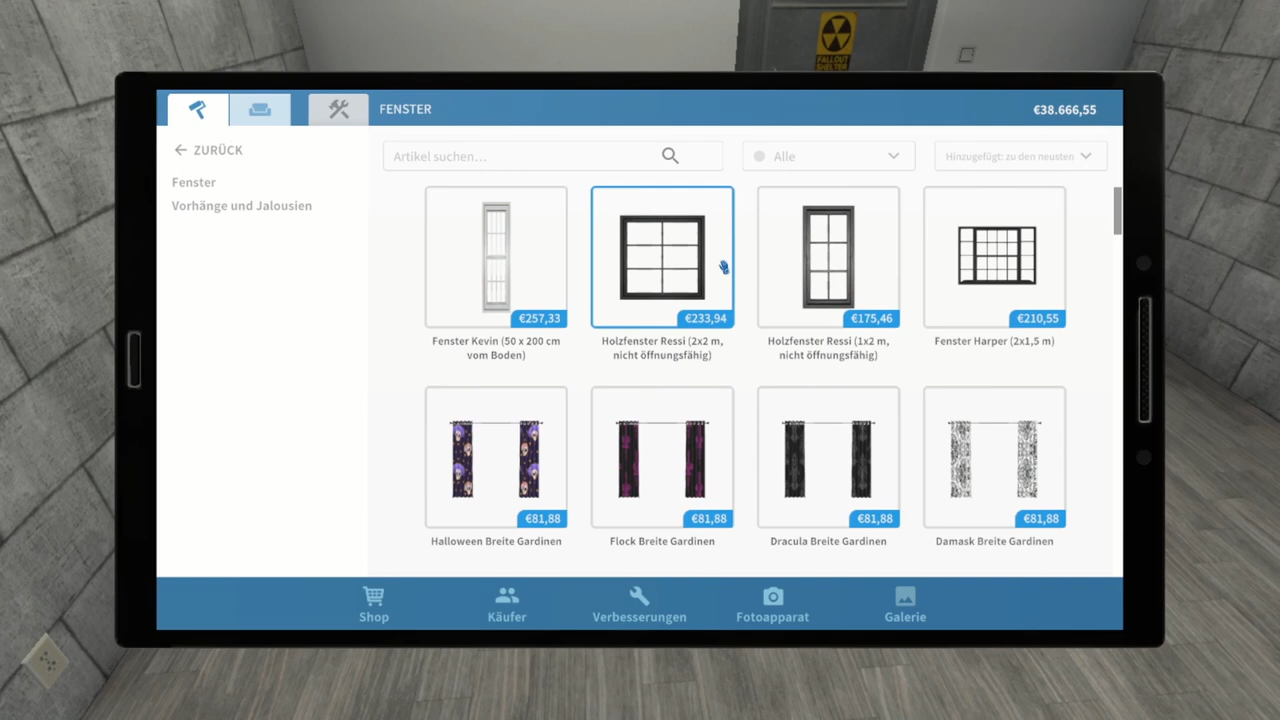 FALLOUT
SHELTER
FENSTER
€38.666,55
ZURÜCK
Fenster
Vorhänge und Jalousien
Artikel suchen...
Alle
Hinzugefügt: zu den neusten
€257,33
€233,94
€175,46
€210,55
Fenster Kevin (50 x 200 cm
vom Boden)
Holzfenster Ressi (2x2 m,
nicht öffnungsfähig)
Holzfenster Ressi (1x2 m,
nicht öffnungsfähig)
Fenster Harper (2x1,5 m)
€81,88
€81,88
€81,88
€81,88
Halloween Breite Gardinen
Flock Breite Gardinen
Dracula Breite Gardinen
Damask Breite Gardinen
Shop
Käufer
Verbesserungen
Fotoapparat
Galerie